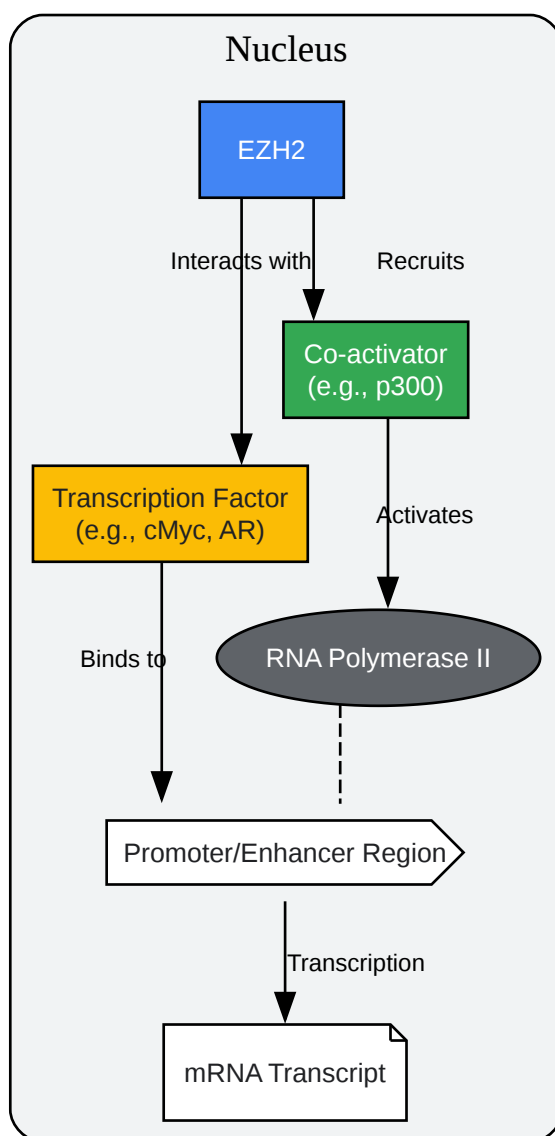 Nucleus
EZH2
Interacts with
Recruits
Co-activator
(e.g., p300)
Transcription Factor
(e.g., cMyc, AR)
Activates
Binds to
RNA Polymerase II
Promoter/Enhancer Region
Transcription
mRNA Transcript